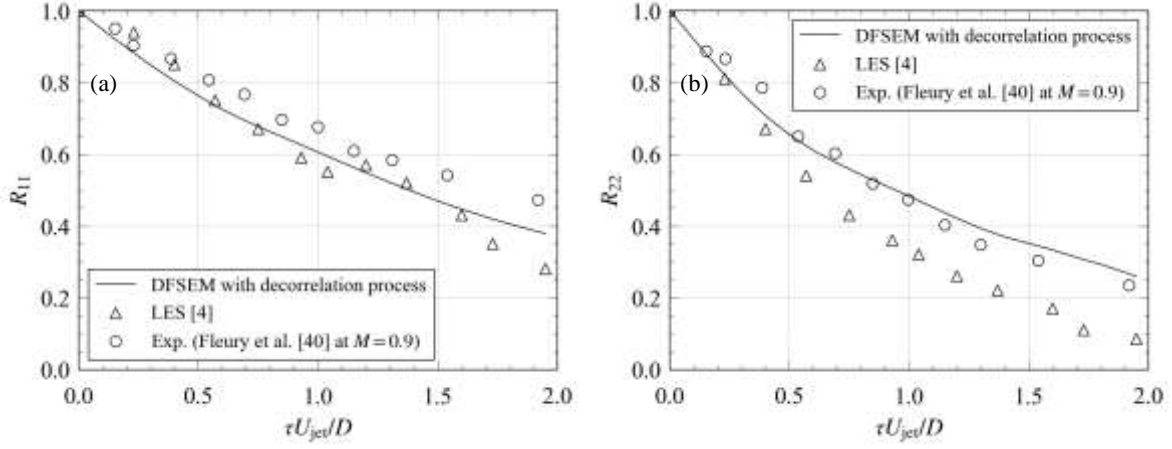 1.0
0.8
0.6
0.4
0.2
0.0
R11
(a)
DFSEM with decorrelation process
LES [4]
Exp. (Fleury et al. [40] at M=0.9)
0.0 0.5 1.0 1.5 2.0
τUjet/D
1.0
0.8
0.6
0.4
0.2
0.0
R22
(b)
DFSEM with decorrelation process
LES [4]
Exp. (Fleury et al. [40] at M=0.9)
0.0 0.5 1.0 1.5 2.0
τUjet/D